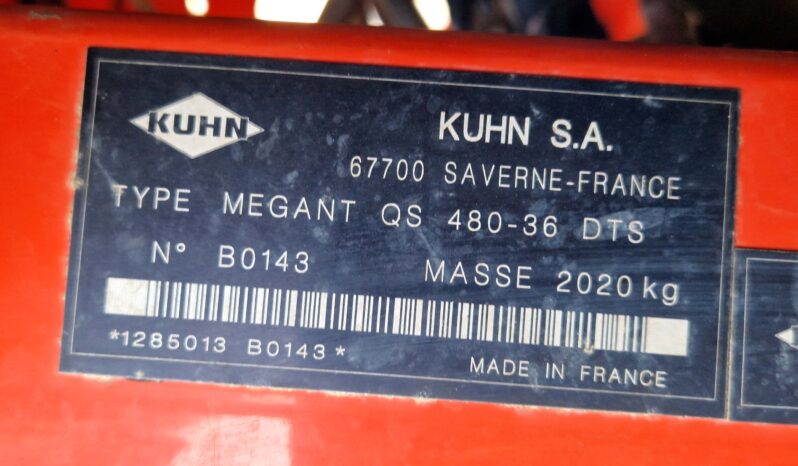 KUHN
KUHN S.A.
67700 SAVERNE-FRANCE
TYPE MEGANT QS 480-36 DTS
N° B0143 MASSE 2020 kg
*1285013 B0143*
MADE IN FRANCE